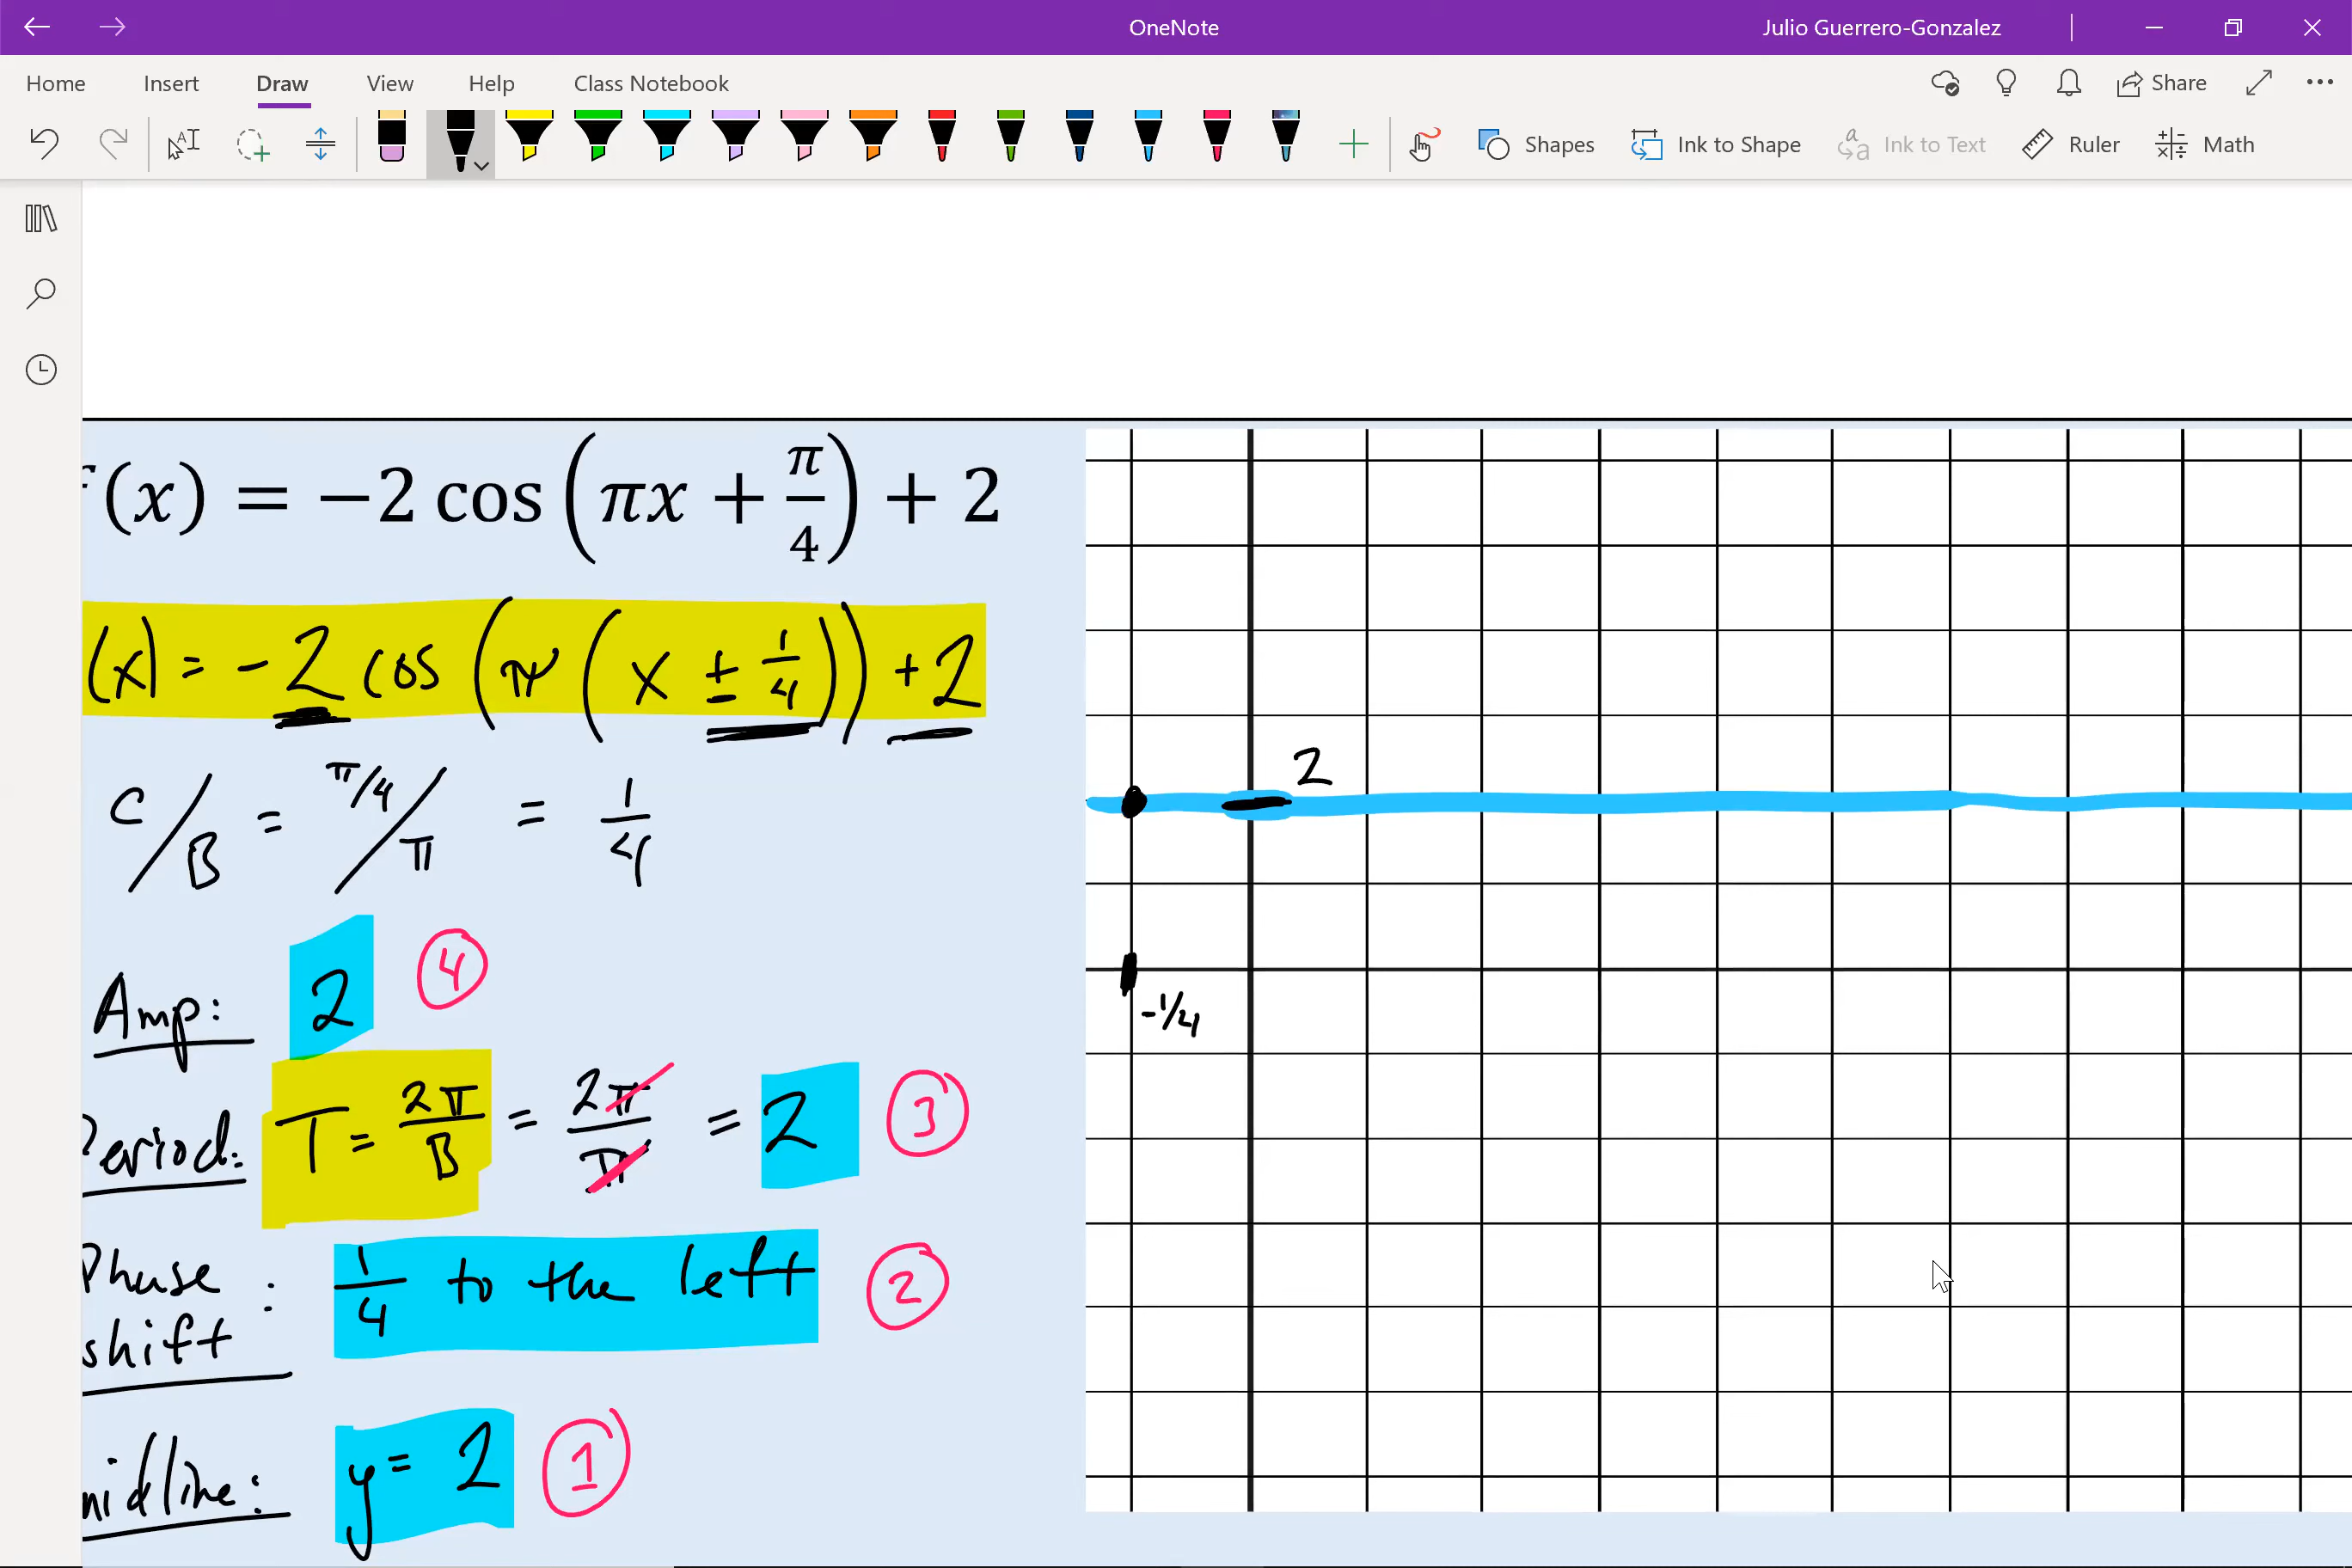 OneNote
Julio Guerrero-Gonzalez
Home Insert Draw View Help Class Notebook
Share
Shapes Ink to Shape Ink to Text Ruler Math
f(x) = −2 cos(πx + π/4) + 2
(x) = -2 cos(π(x ± 1/4)) + 2
C/B = π/4/π = 1/4
2
-1/4
Amp: 2 ④
Period: T = 2π/B = 2π/π = 2 ③
Phase shift : 1/4 to the left ②
midline: y = 2 ①